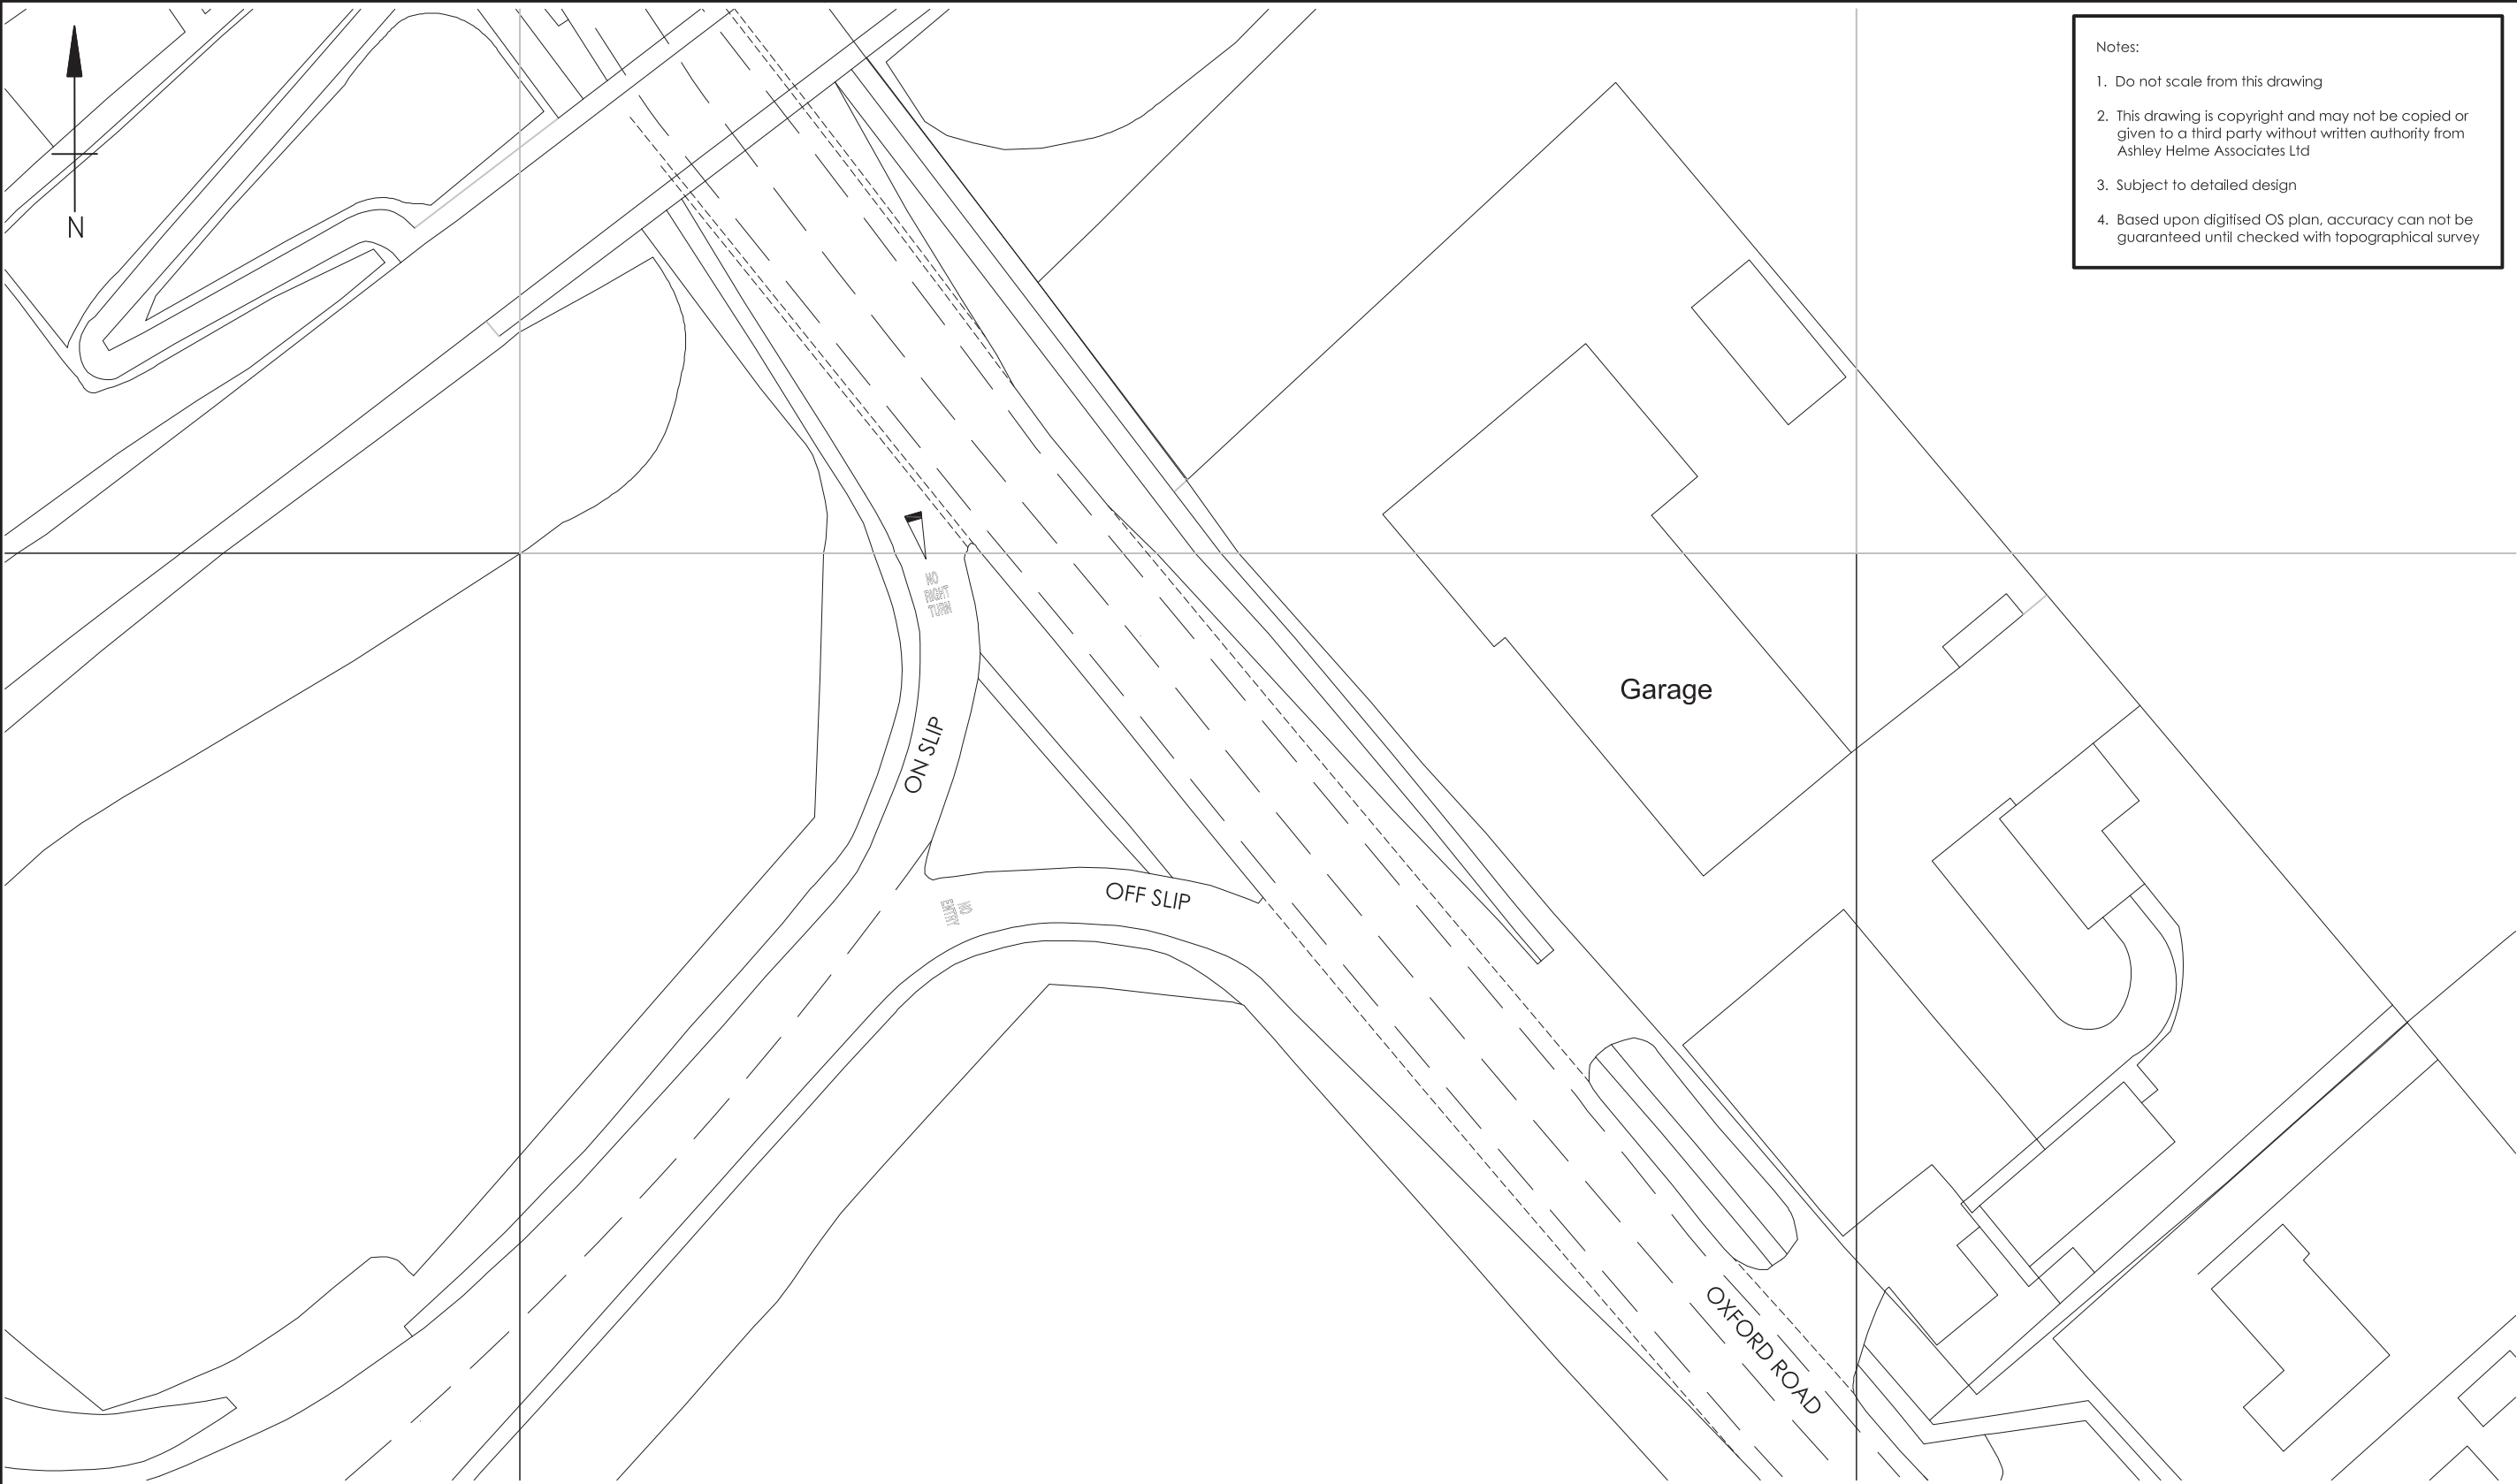 Notes:
1. Do not scale from this drawing
2. This drawing is copyright and may not be copied or
given to a third party without written authority from
Ashley Helme Associates Ltd
3. Subject to detailed design
4. Based upon digitised OS plan, accuracy can not be
guaranteed until checked with topographical survey
N
NO
RIGHT
TURN
Garage
ON SLIP
OFF SLIP
NO
ENTRY
OXFORD ROAD